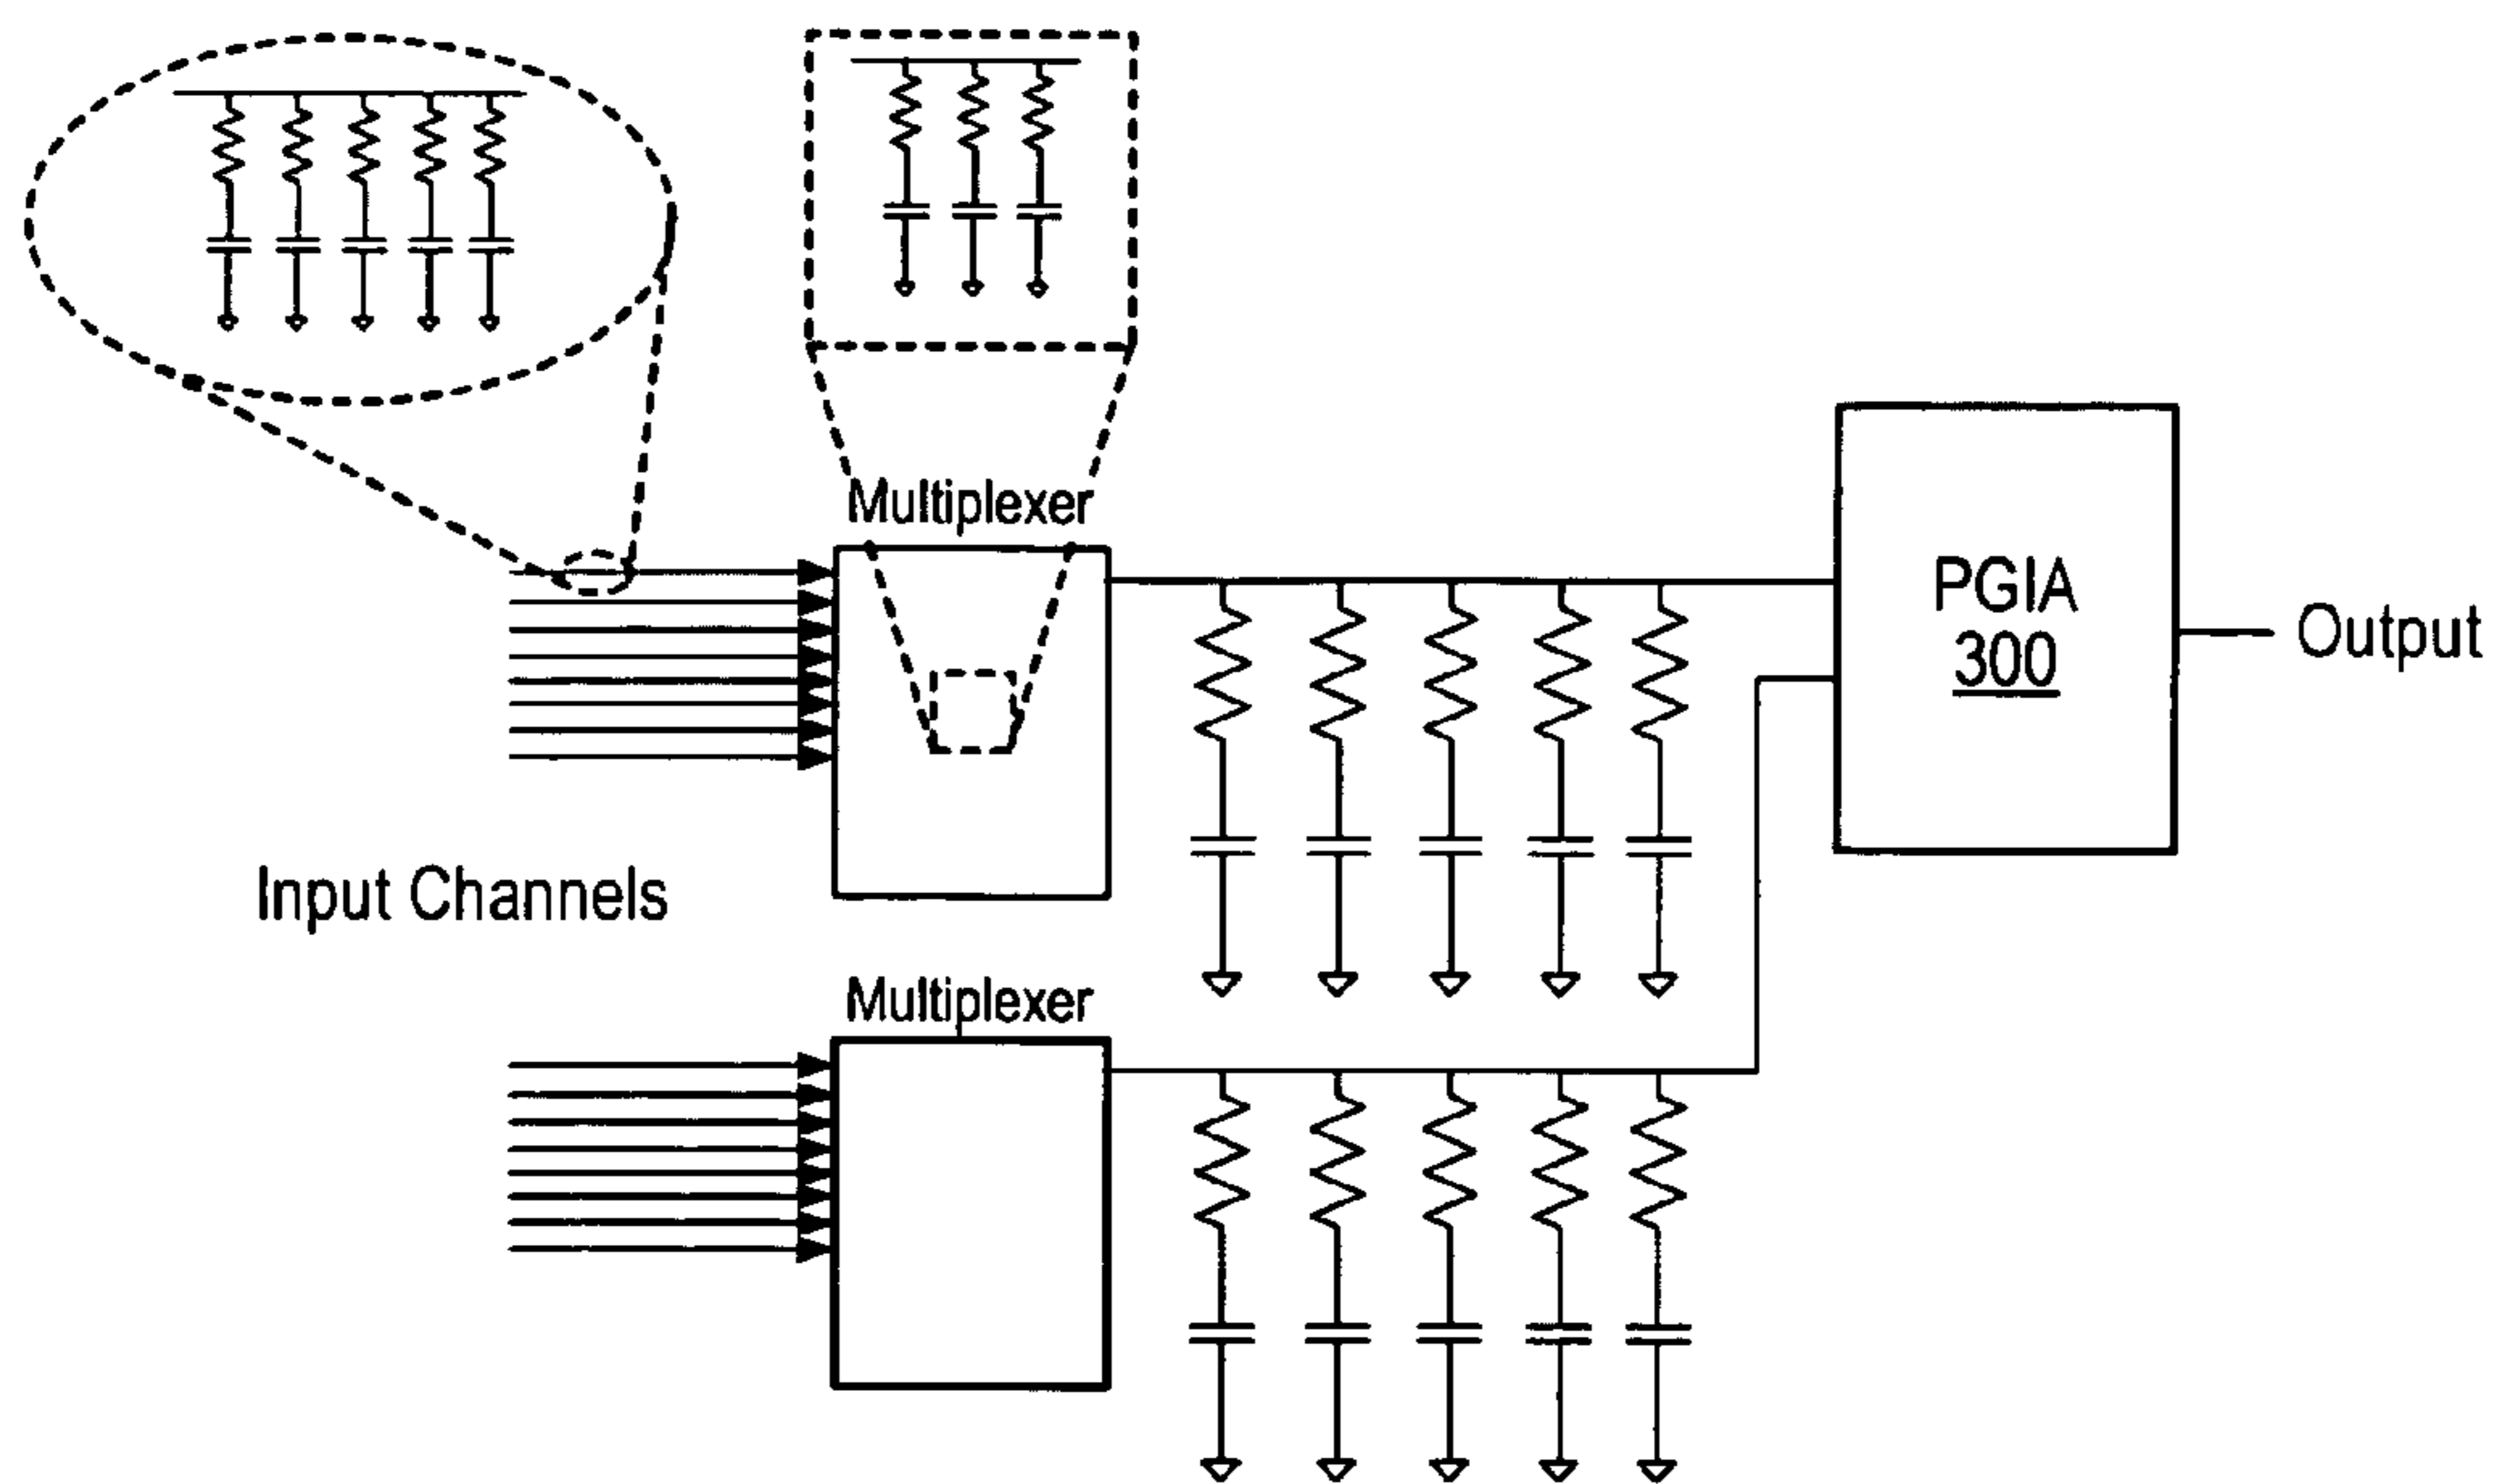 Multiplexer
PGIA
300
Output
Input Channels
Multiplexer